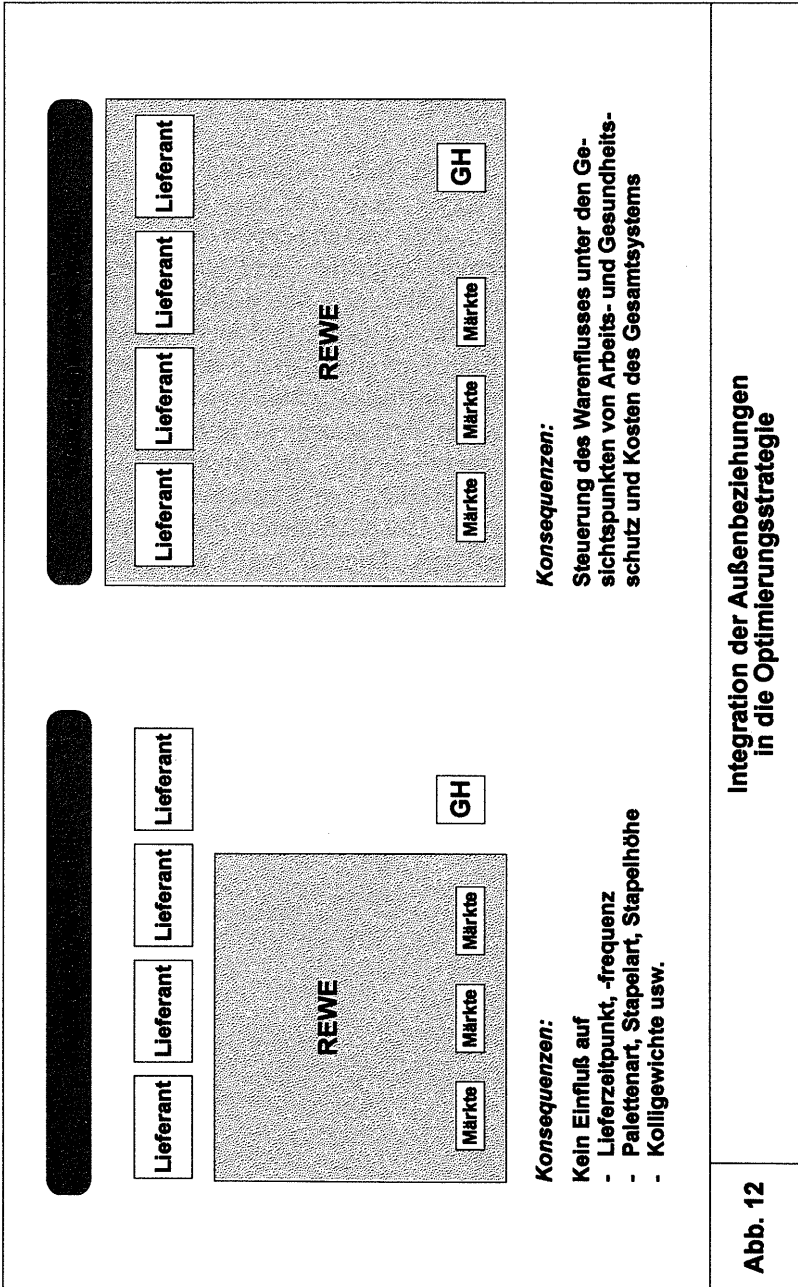 Lieferant
Lieferant
Lieferant
Lieferant
REWE
Märkte
Märkte
Märkte
GH
Konsequenzen:
Kein Einfluß auf
- Lieferzeitpunkt, -frequenz
- Palettenart, Stapelart, Stapelhöhe
- Kolligewichte usw.
Lieferant
Lieferant
Lieferant
Lieferant
REWE
Märkte
Märkte
Märkte
GH
Konsequenzen:
Steuerung des Warenflusses unter den Ge-
sichtspunkten von Arbeits- und Gesundheits-
schutz und Kosten des Gesamtsystems
Abb. 12
Integration der Außenbeziehungen
in die Optimierungsstrategie